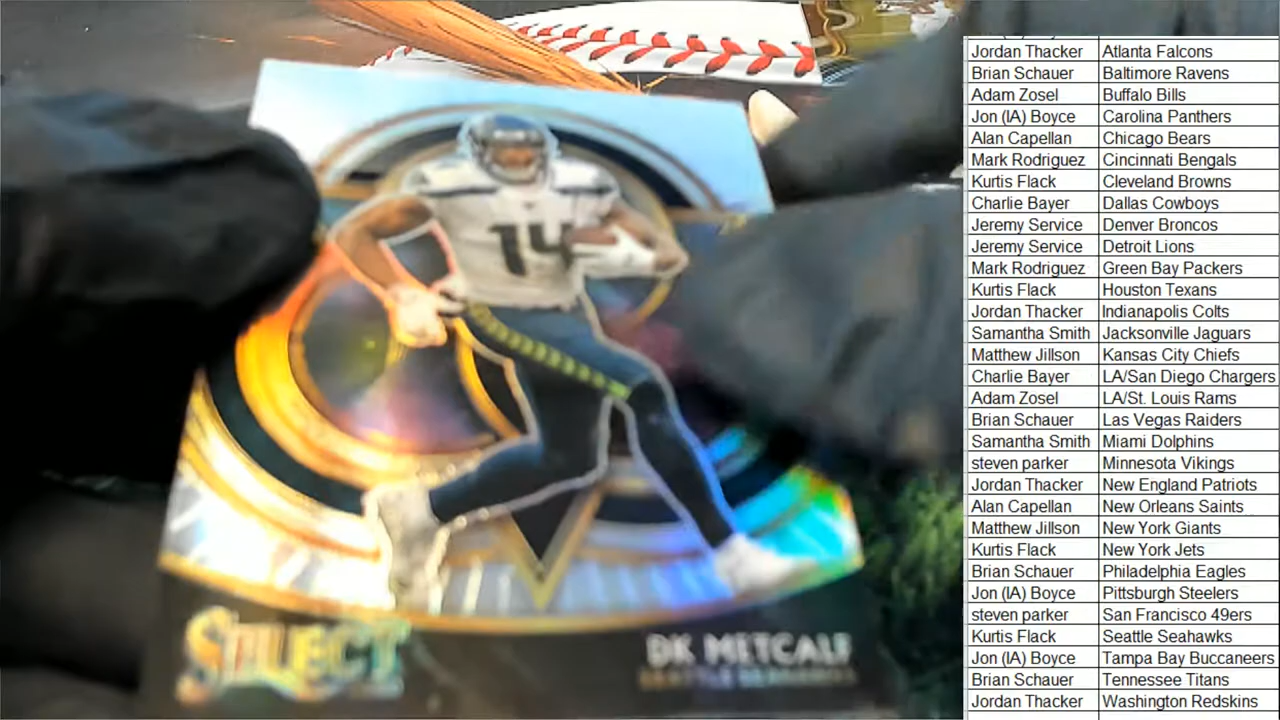 14
SELECT
DK METCALF
SEATTLE SEAHAWKS
Jordan Thacker Atlanta Falcons
Brian Schauer Baltimore Ravens
Adam Zosel Buffalo Bills
Jon (IA) Boyce Carolina Panthers
Alan Capellan Chicago Bears
Mark Rodriguez Cincinnati Bengals
Kurtis Flack Cleveland Browns
Charlie Bayer Dallas Cowboys
Jeremy Service Denver Broncos
Jeremy Service Detroit Lions
Mark Rodriguez Green Bay Packers
Kurtis Flack Houston Texans
Jordan Thacker Indianapolis Colts
Samantha Smith Jacksonville Jaguars
Matthew Jillson Kansas City Chiefs
Charlie Bayer LA/San Diego Chargers
Adam Zosel LA/St. Louis Rams
Brian Schauer Las Vegas Raiders
Samantha Smith Miami Dolphins
steven parker Minnesota Vikings
Jordan Thacker New England Patriots
Alan Capellan New Orleans Saints
Matthew Jillson New York Giants
Kurtis Flack New York Jets
Brian Schauer Philadelphia Eagles
Jon (IA) Boyce Pittsburgh Steelers
steven parker San Francisco 49ers
Kurtis Flack Seattle Seahawks
Jon (IA) Boyce Tampa Bay Buccaneers
Brian Schauer Tennessee Titans
Jordan Thacker Washington Redskins